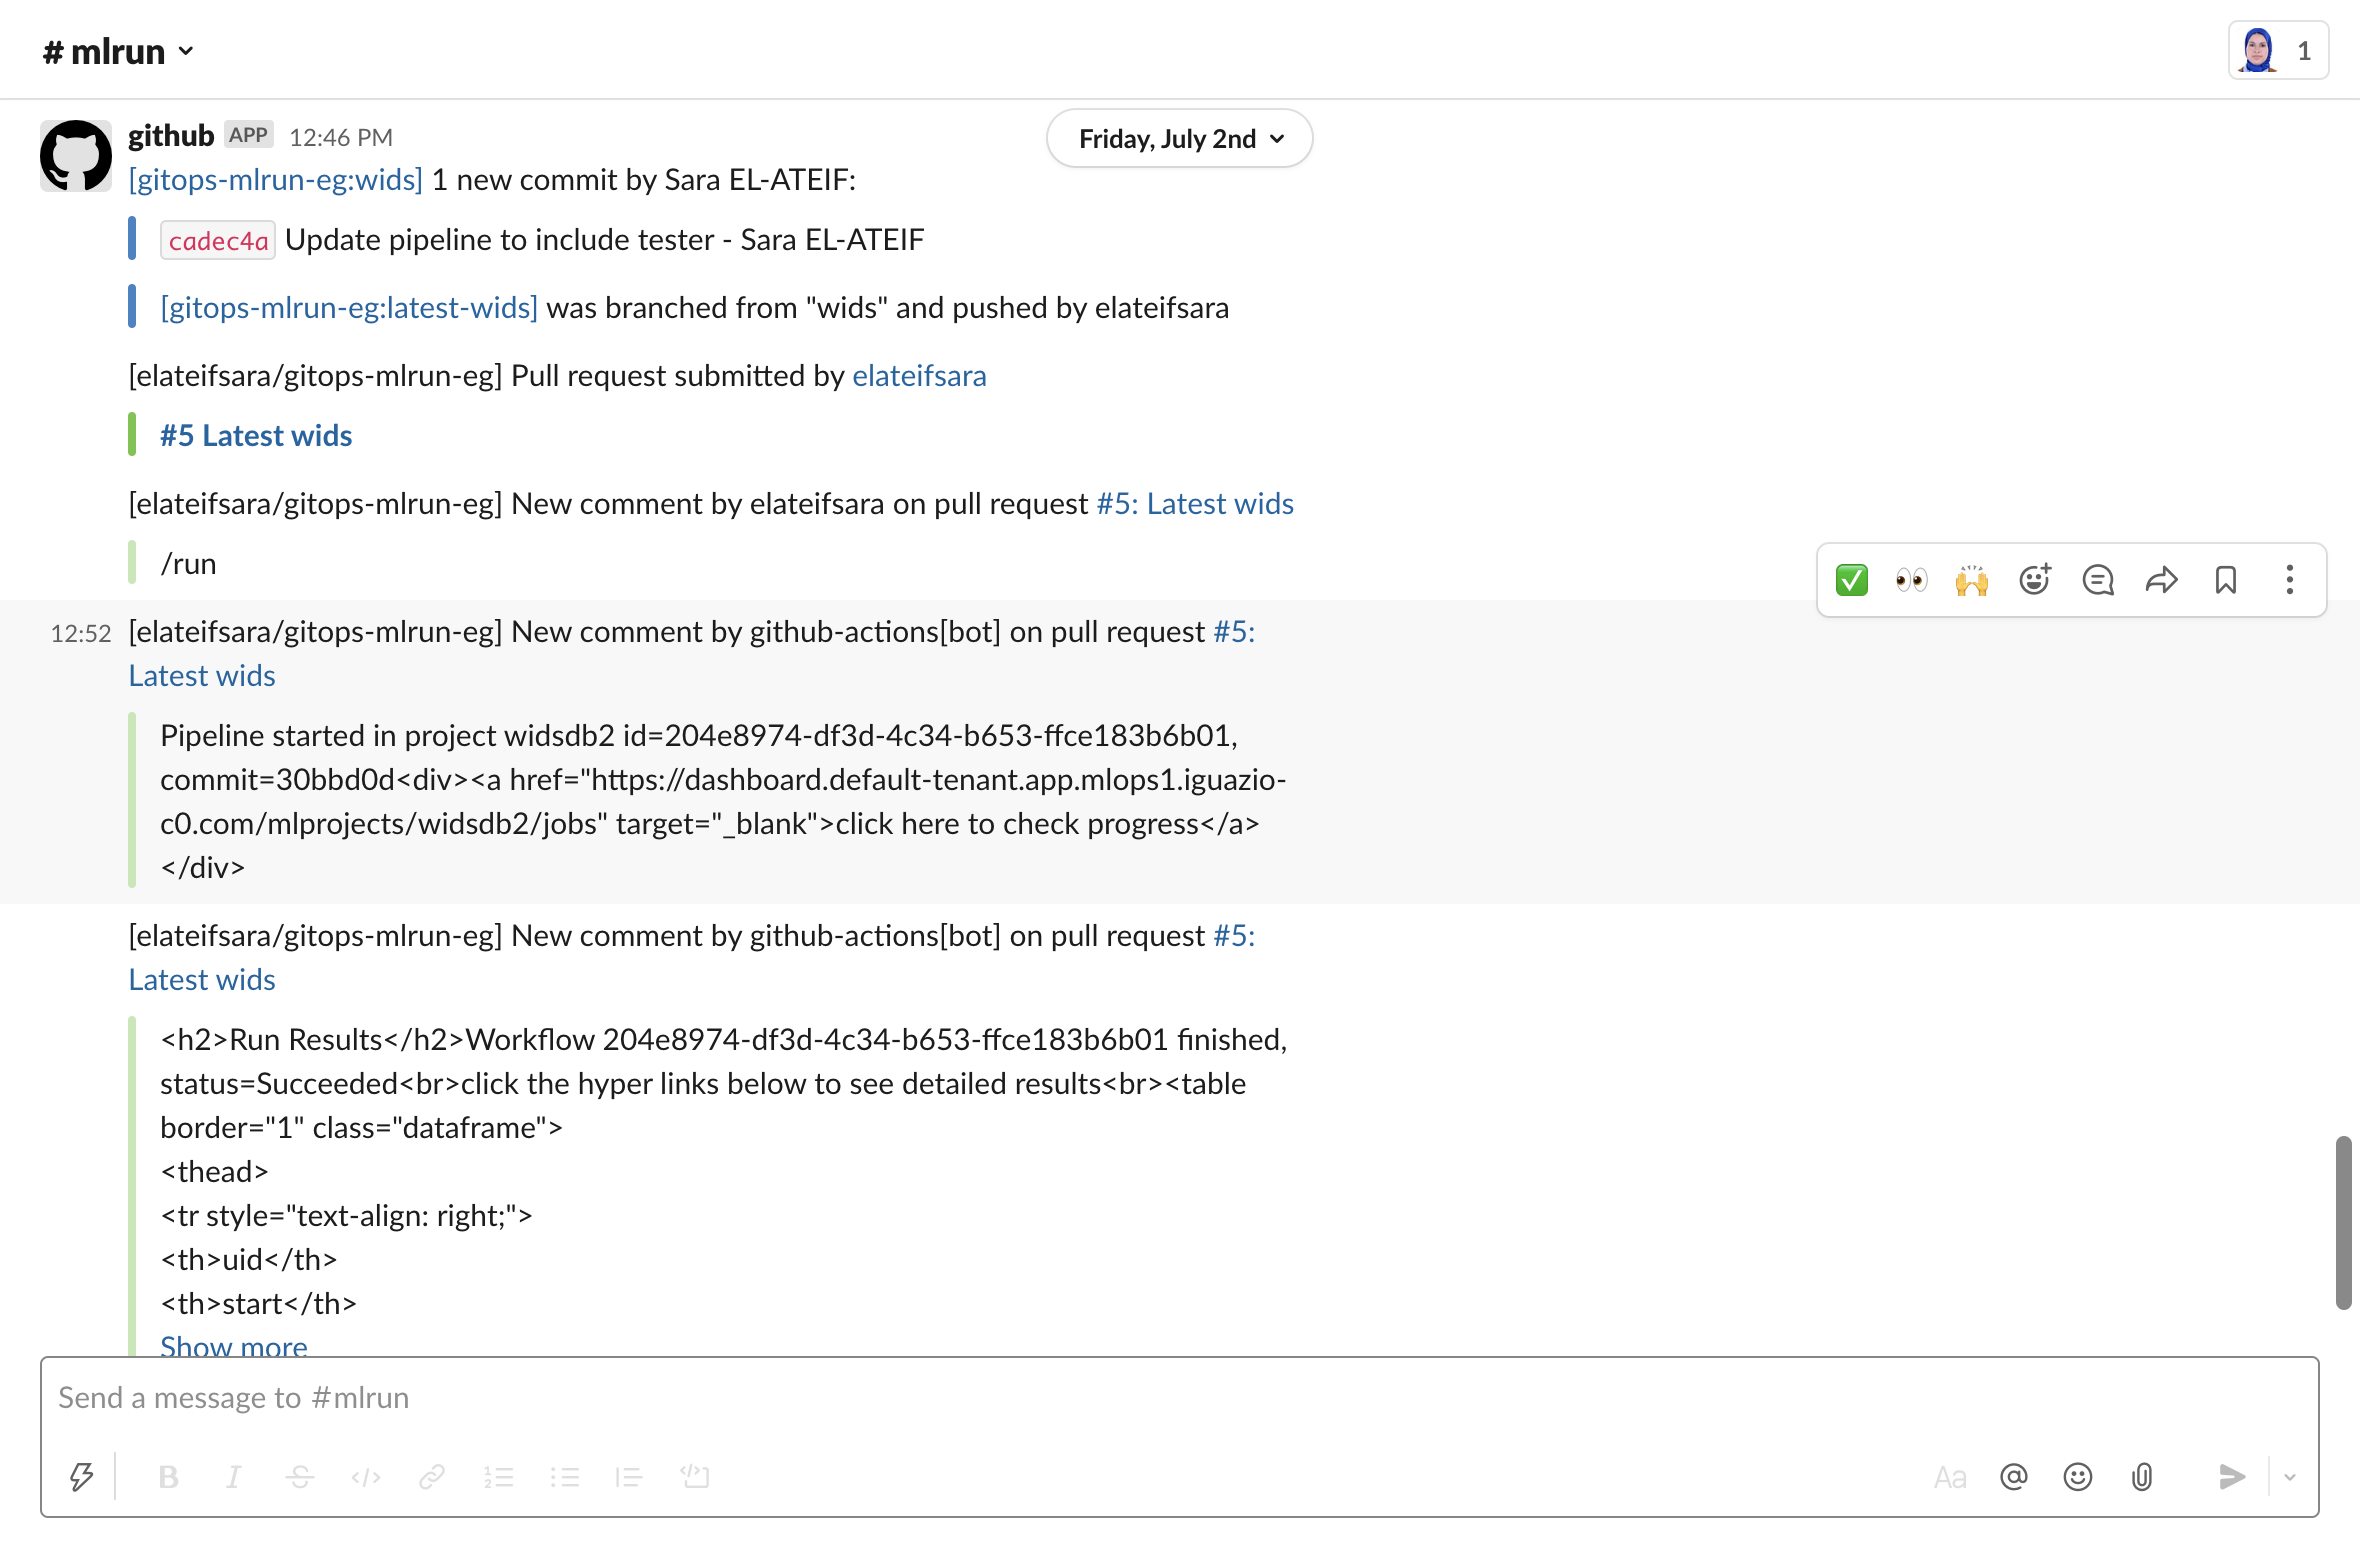 # mlrun
1
github APP 12:46 PM
Friday, July 2nd
[gitops-mlrun-eg:wids] 1 new commit by Sara EL-ATEIF:
cadec4a Update pipeline to include tester - Sara EL-ATEIF
[gitops-mlrun-eg:latest-wids] was branched from "wids" and pushed by elateifsara
[elateifsara/gitops-mlrun-eg] Pull request submitted by elateifsara
#5 Latest wids
[elateifsara/gitops-mlrun-eg] New comment by elateifsara on pull request #5: Latest wids
/run
12:52 [elateifsara/gitops-mlrun-eg] New comment by github-actions[bot] on pull request #5:
Latest wids
Pipeline started in project widsdb2 id=204e8974-df3d-4c34-b653-ffce183b6b01,
commit=30bbd0d<div><a href="https://dashboard.default-tenant.app.mlops1.iguazio-
c0.com/mlprojects/widsdb2/jobs" target="_blank">click here to check progress</a>
</div>
[elateifsara/gitops-mlrun-eg] New comment by github-actions[bot] on pull request #5:
Latest wids
<h2>Run Results</h2>Workflow 204e8974-df3d-4c34-b653-ffce183b6b01 finished,
status=Succeeded<br>click the hyper links below to see detailed results<br><table
border="1" class="dataframe">
<thead>
<tr style="text-align: right;">
<th>uid</th>
<th>start</th>
Show more
Send a message to #mlrun
B I S </> Aa @